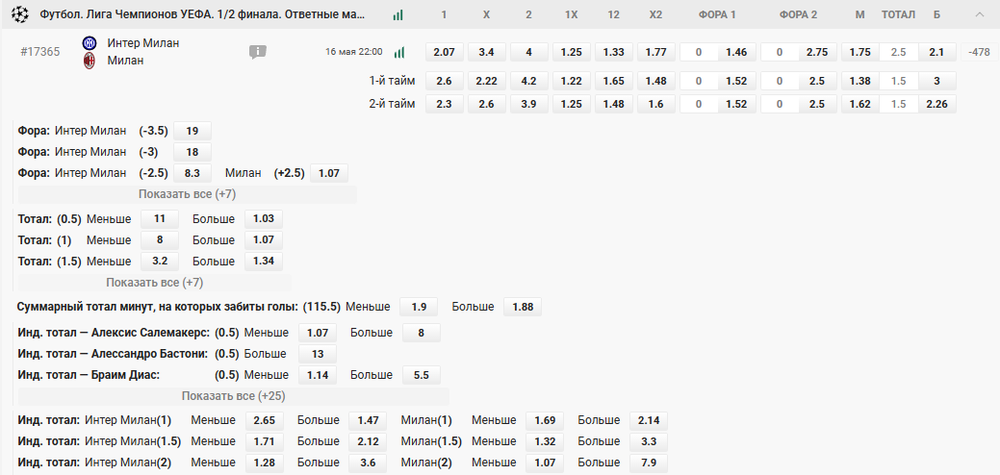 Футбол. Лига Чемпионов УЕФА. 1/2 финала. Ответные ма... 1 X 2 1X 12 X2 ФОРА 1 ФОРА 2 М ТОТАЛ Б
#17365 Интер Милан 16 мая 22:00 2.07 3.4 4 1.25 1.33 1.77 0 1.46 0 2.75 1.75 2.5 2.1 -478
Милан
1-й тайм 2.6 2.22 4.2 1.22 1.65 1.48 0 1.52 0 2.5 1.38 1.5 3
2-й тайм 2.3 2.6 3.9 1.25 1.48 1.6 0 1.52 0 2.5 1.62 1.5 2.26
Фора: Интер Милан (-3.5) 19
Фора: Интер Милан (-3) 18
Фора: Интер Милан (-2.5) 8.3 Милан (+2.5) 1.07
Показать все (+7)
Тотал: (0.5) Меньше 11 Больше 1.03
Тотал: (1) Меньше 8 Больше 1.07
Тотал: (1.5) Меньше 3.2 Больше 1.34
Показать все (+7)
Суммарный тотал минут, на которых забиты голы: (115.5) Меньше 1.9 Больше 1.88
Инд. тотал — Алексис Салемакерс: (0.5) Меньше 1.07 Больше 8
Инд. тотал — Алессандро Бастони: (0.5) Больше 13
Инд. тотал — Браим Диас: (0.5) Меньше 1.14 Больше 5.5
Показать все (+25)
Инд. тотал: Интер Милан(1) Меньше 2.65 Больше 1.47 Милан(1) Меньше 1.69 Больше 2.14
Инд. тотал: Интер Милан(1.5) Меньше 1.71 Больше 2.12 Милан(1.5) Меньше 1.32 Больше 3.3
Инд. тотал: Интер Милан(2) Меньше 1.28 Больше 3.6 Милан(2) Меньше 1.07 Больше 7.9